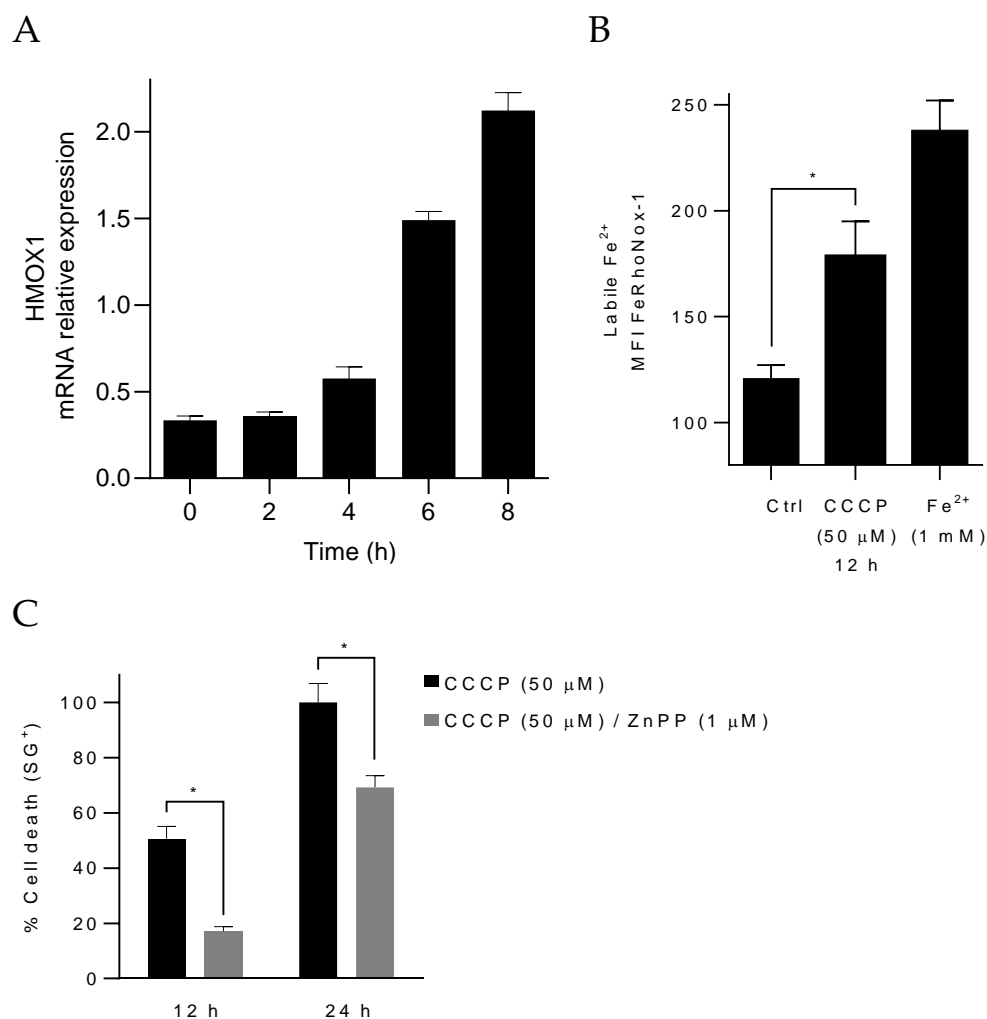 A
HMOX1
mRNA relative expression
2.0
1.5
1.0
0.5
0.0
0 2 4 6 8
Time (h)
B
Labile Fe²⁺
MFI FeRhoNox-1
250
200
150
100
*
Ctrl CCCP Fe²⁺
(50 μM) (1 mM)
12 h
C
% Cell death (SG⁺)
100
80
60
40
20
0
*
*
12 h 24 h
CCCP (50 μM)
CCCP (50 μM) / ZnPP (1 μM)